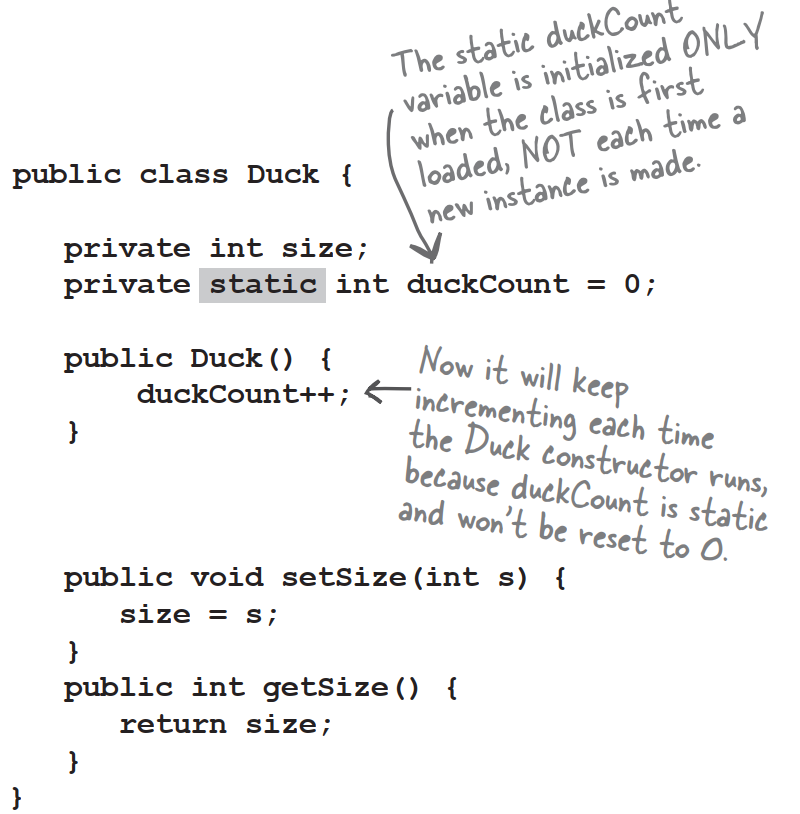 The static duckCount
variable is initialized ONLY
when the class is first
loaded, NOT each time a
new instance is made.
public class Duck {
private int size;
private static int duckCount = 0;
public Duck() {
duckCount++;
}
Now it will keep
incrementing each time
the Duck constructor runs,
because duckCount is static
and won't be reset to 0.
public void setSize(int s) {
size = s;
}
public int getSize() {
return size;
}
}